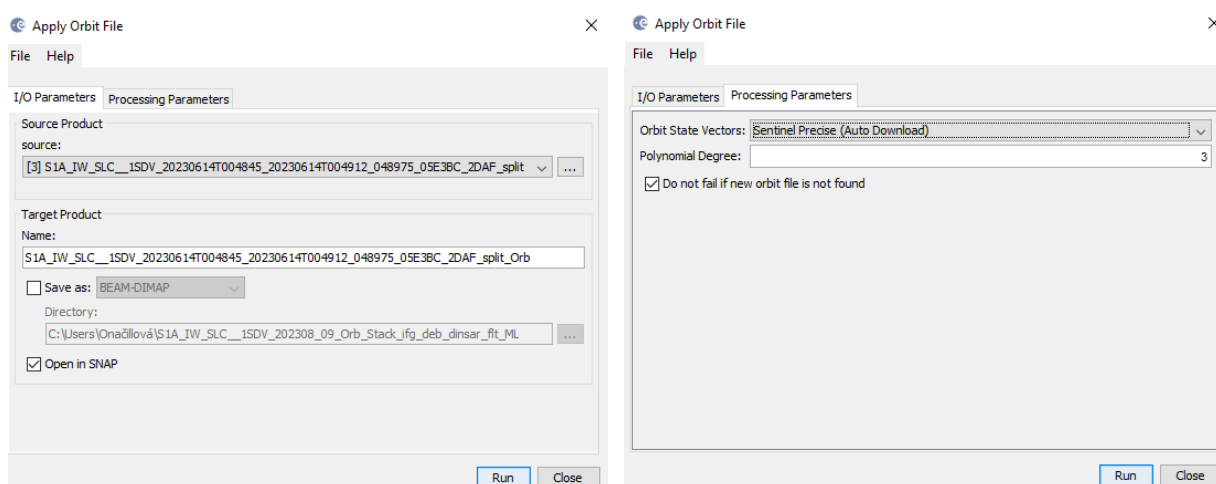 Apply Orbit File
File Help
I/O Parameters Processing Parameters
Source Product
source:
[3] S1A_IW_SLC__1SDV_20230614T004845_20230614T004912_048975_05E3BC_2DAF_split ...
Target Product
Name:
S1A_IW_SLC__1SDV_20230614T004845_20230614T004912_048975_05E3BC_2DAF_split_Orb
Save as: BEAM-DIMAP
Directory:
C:\Users\Onačillová\S1A_IW_SLC__1SDV_202308_09_Orb_Stack_ifg_deb_dinsar_flt_ML ...
Open in SNAP
Run Close
Apply Orbit File
File Help
I/O Parameters Processing Parameters
Orbit State Vectors: Sentinel Precise (Auto Download)
Polynomial Degree: 3
Do not fail if new orbit file is not found
Run Close